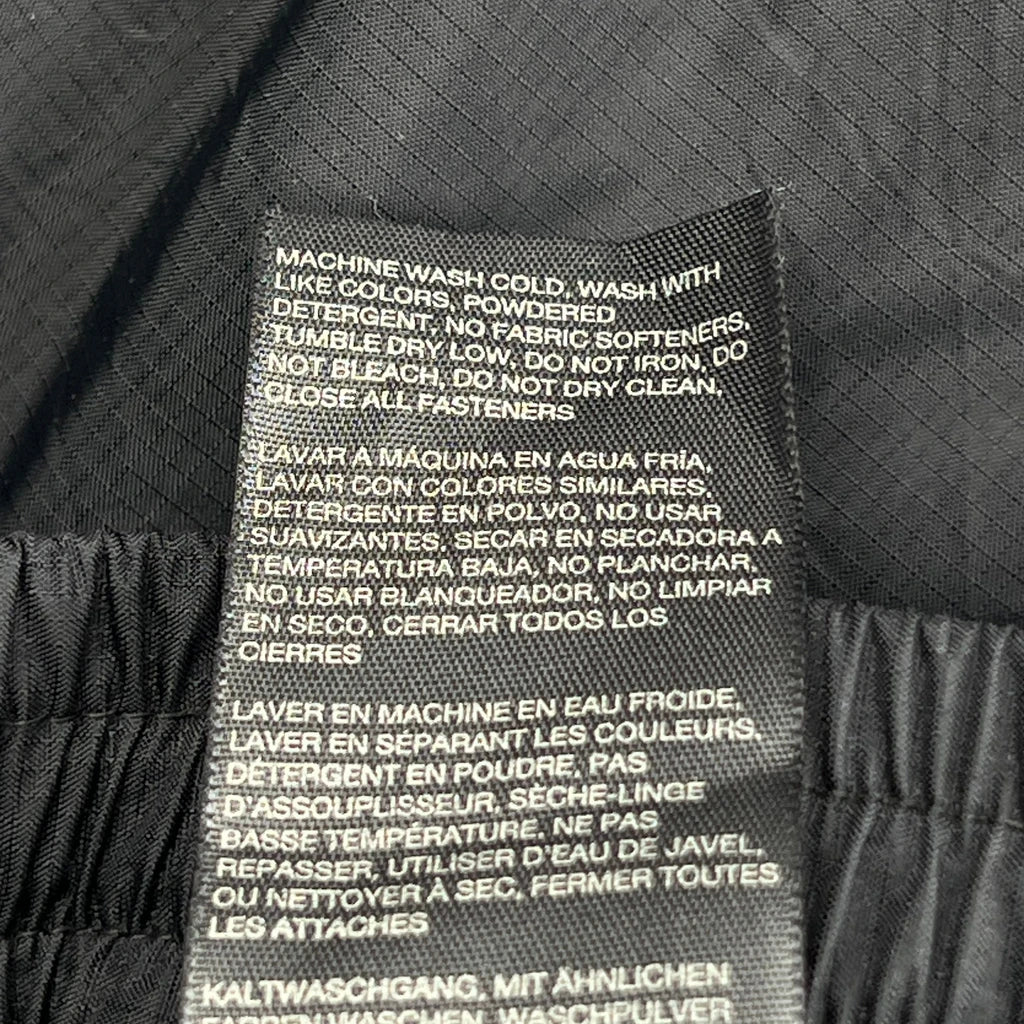 MACHINE WASH COLD, WASH WITH
LIKE COLORS, POWDERED
DETERGENT, NO FABRIC SOFTENERS,
TUMBLE DRY LOW, DO NOT IRON, DO
NOT BLEACH, DO NOT DRY CLEAN,
CLOSE ALL FASTENERS
LAVAR A MÁQUINA EN AGUA FRÍA,
LAVAR CON COLORES SIMILARES,
DETERGENTE EN POLVO, NO USAR
SUAVIZANTES, SECAR EN SECADORA A
TEMPERATURA BAJA, NO PLANCHAR,
NO USAR BLANQUEADOR, NO LIMPIAR
EN SECO, CERRAR TODOS LOS
CIERRES
LAVER EN MACHINE EN EAU FROIDE,
LAVER EN SÉPARANT LES COULEURS,
DÉTERGENT EN POUDRE, PAS
D'ASSOUPLISSEUR, SÈCHE-LINGE
BASSE TEMPÉRATURE, NE PAS
REPASSER, UTILISER D'EAU DE JAVEL,
OU NETTOYER À SEC, FERMER TOUTES
LES ATTACHES
KALTWASCHGANG, MIT ÄHNLICHEN
FARBEN WASCHEN, WASCHPULVER